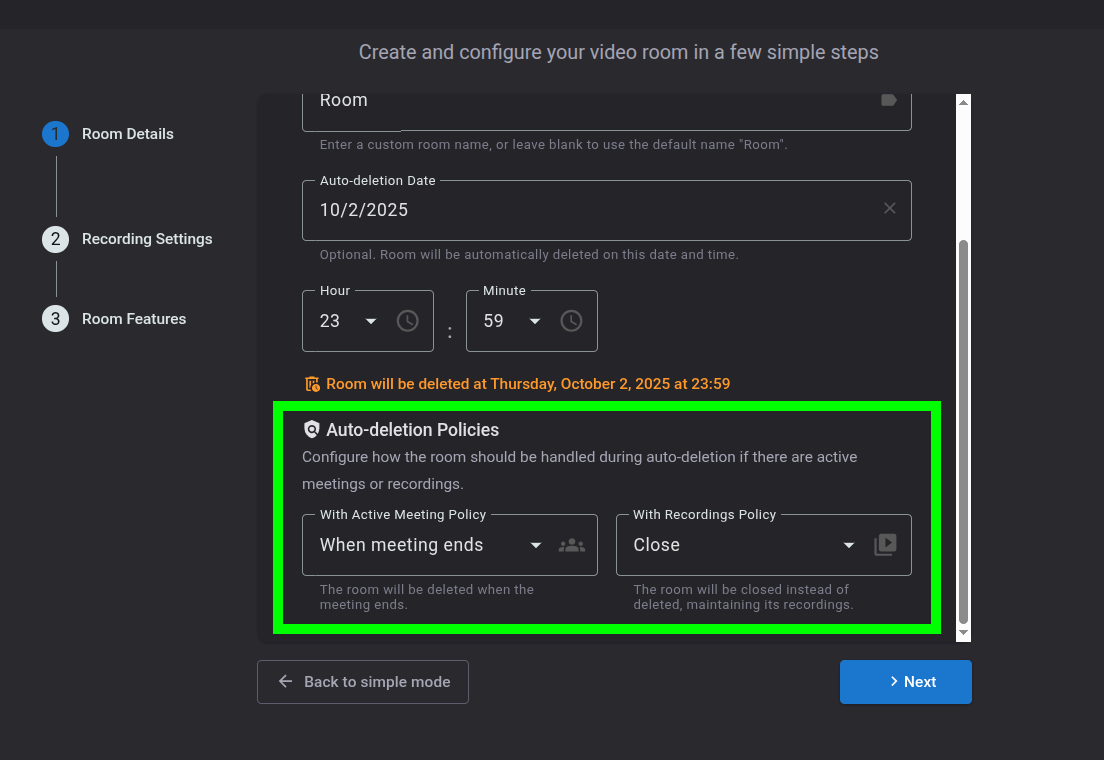 Create and configure your video room in a few simple steps
1 Room Details
2 Recording Settings
3 Room Features
Room
Enter a custom room name, or leave blank to use the default name "Room".
Auto-deletion Date
10/2/2025
Optional. Room will be automatically deleted on this date and time.
Hour
23
:
Minute
59
Room will be deleted at Thursday, October 2, 2025 at 23:59
Auto-deletion Policies
Configure how the room should be handled during auto-deletion if there are active
meetings or recordings.
With Active Meeting Policy
When meeting ends
The room will be deleted when the
meeting ends.
With Recordings Policy
Close
The room will be closed instead of
deleted, maintaining its recordings.
Back to simple mode
Next